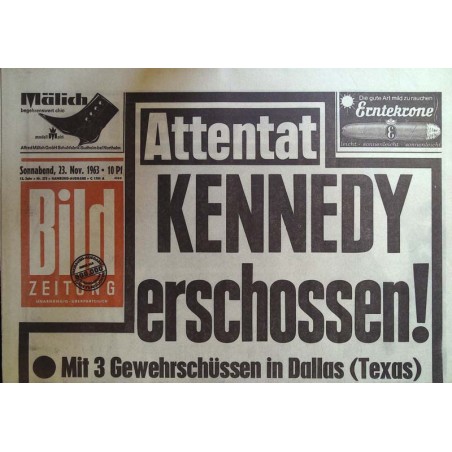 Mälich
Attentat
Die gute Art mild zu rauchen
Erntekrone
Sonnabend, 23. Nov. 1963 • 10 Pf
KENNEDY
Bild
ZEITUNG
erschossen!
● Mit 3 Gewehrschüssen in Dallas (Texas)